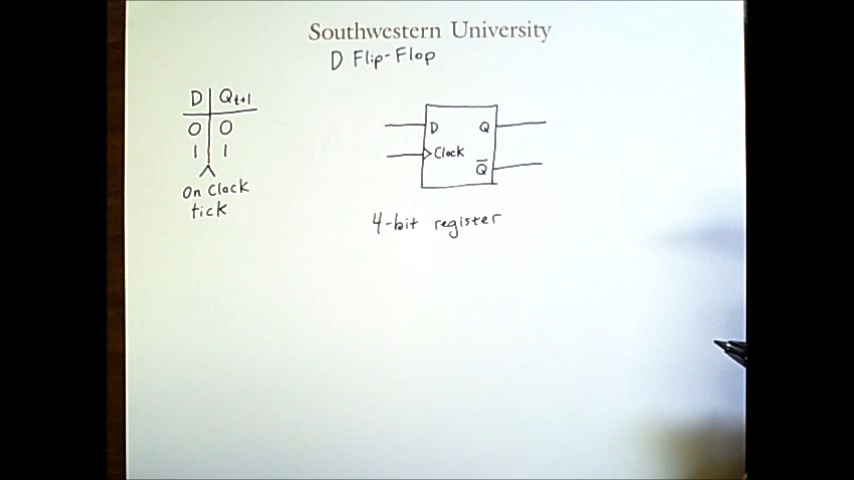 Southwestern University
D Flip-Flop
D Qt+1
0 0
1 1
On Clock
tick
D Q
Clock
Q̅
4-bit register